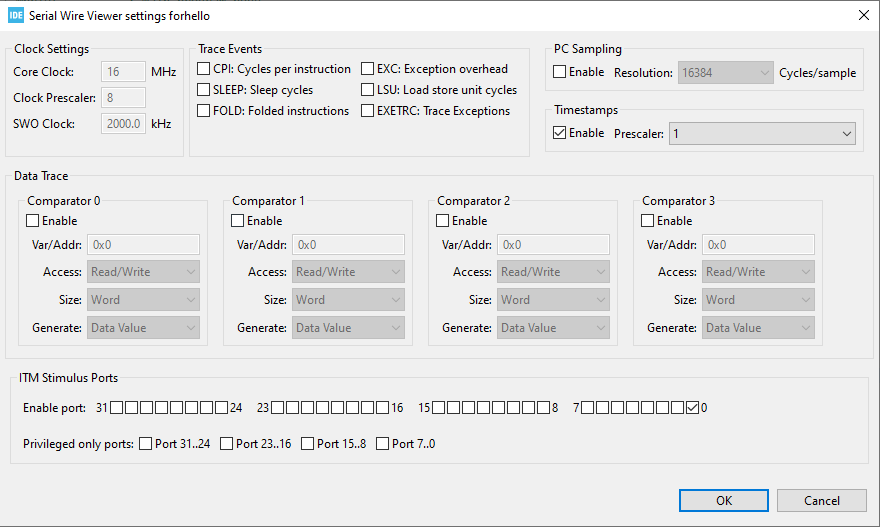 IDE Serial Wire Viewer settings forhello
Clock Settings
Core Clock: 16 MHz
Clock Prescaler: 8
SWO Clock: 2000.0 kHz
Trace Events
CPI: Cycles per instruction EXC: Exception overhead
SLEEP: Sleep cycles LSU: Load store unit cycles
FOLD: Folded instructions EXETRC: Trace Exceptions
PC Sampling
Enable Resolution: 16384 Cycles/sample
Timestamps
Enable Prescaler: 1
Data Trace
Comparator 0
Enable
Var/Addr: 0x0
Access: Read/Write
Size: Word
Generate: Data Value
Comparator 1
Enable
Var/Addr: 0x0
Access: Read/Write
Size: Word
Generate: Data Value
Comparator 2
Enable
Var/Addr: 0x0
Access: Read/Write
Size: Word
Generate: Data Value
Comparator 3
Enable
Var/Addr: 0x0
Access: Read/Write
Size: Word
Generate: Data Value
ITM Stimulus Ports
Enable port: 31 24 23 16 15 8 7 0
Privileged only ports: Port 31..24 Port 23..16 Port 15..8 Port 7..0
OK Cancel